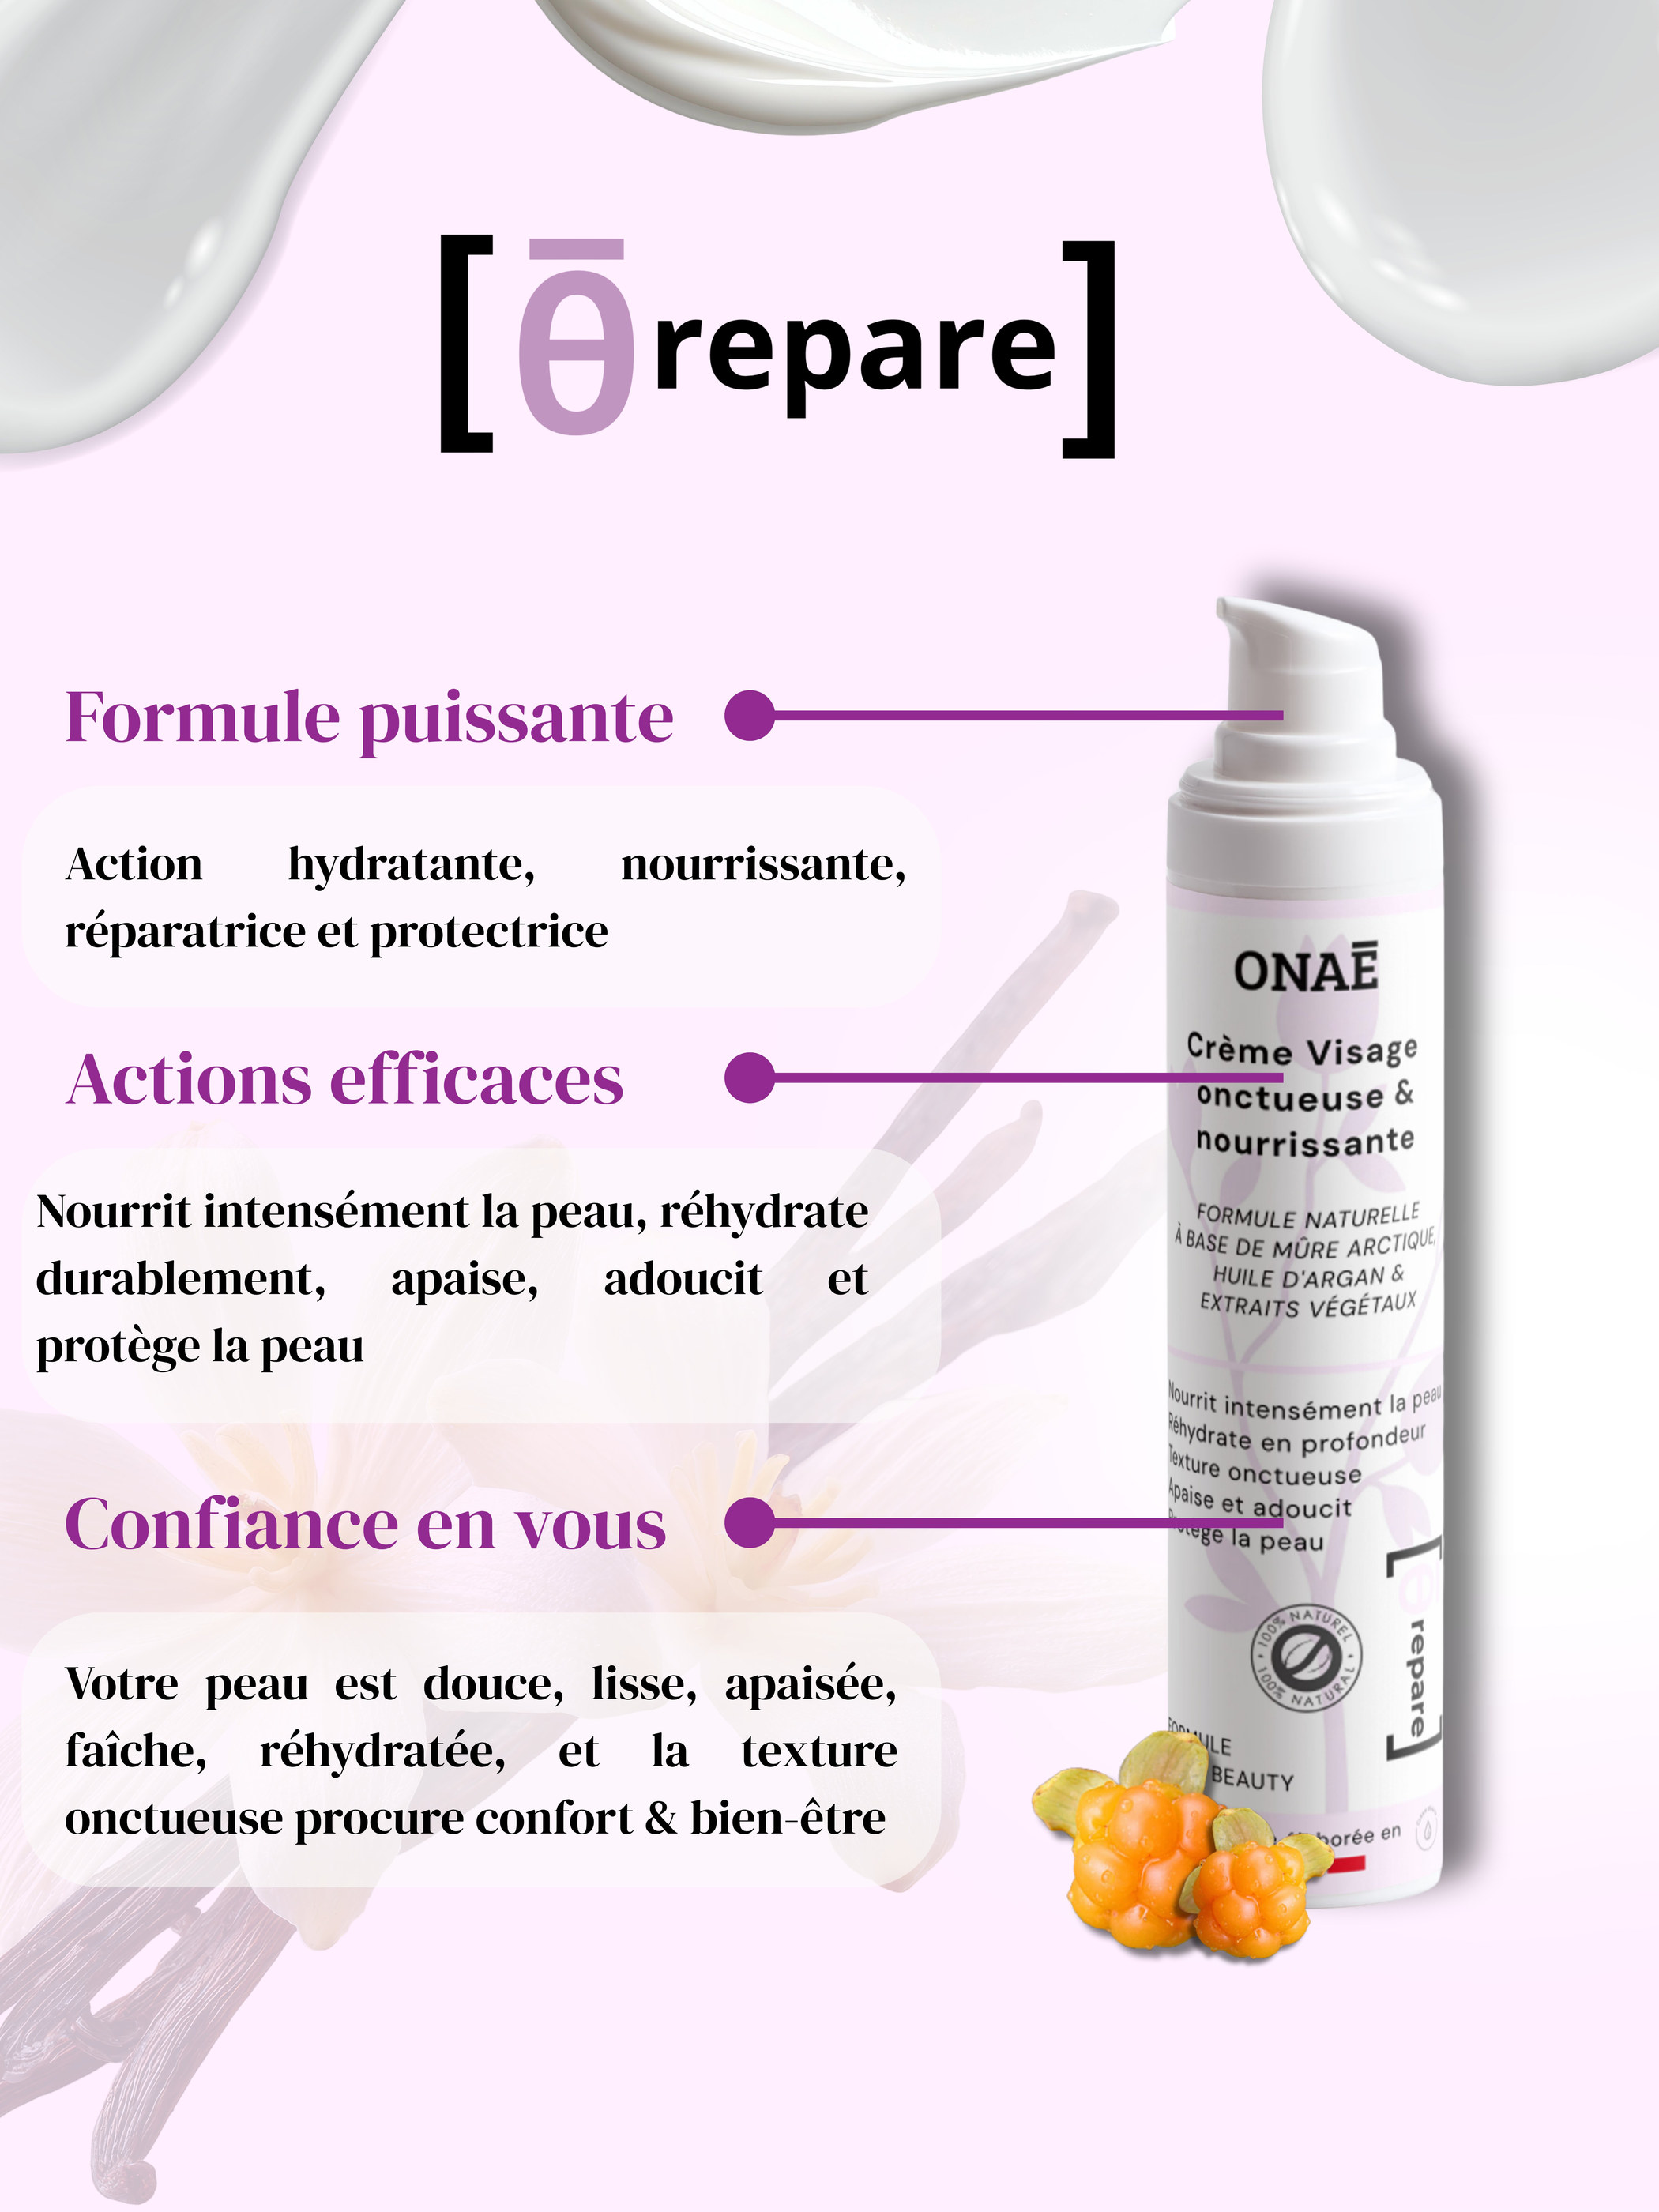 [ō̄ repare]
Formule puissante
Action hydratante, nourrissante,
réparatrice et protectrice
Actions efficaces
Nourrit intensément la peau, réhydrate
durablement, apaise, adoucit et
protège la peau
Confiance en vous
Votre peau est douce, lisse, apaisée,
faîche, réhydratée, et la texture
onctueuse procure confort & bien-être
ONAĒ
Crème Visage
onctueuse &
nourrissante
FORMULE NATURELLE
À BASE DE MÛRE ARCTIQUE,
HUILE D'ARGAN &
EXTRAITS VÉGÉTAUX
Nourrit intensément la peau
Réhydrate en profondeur
Texture onctueuse
Apaise et adoucit
Protège la peau
100% NATUREL
100% NATURAL
repare]
FORMULE
BEAUTY
en